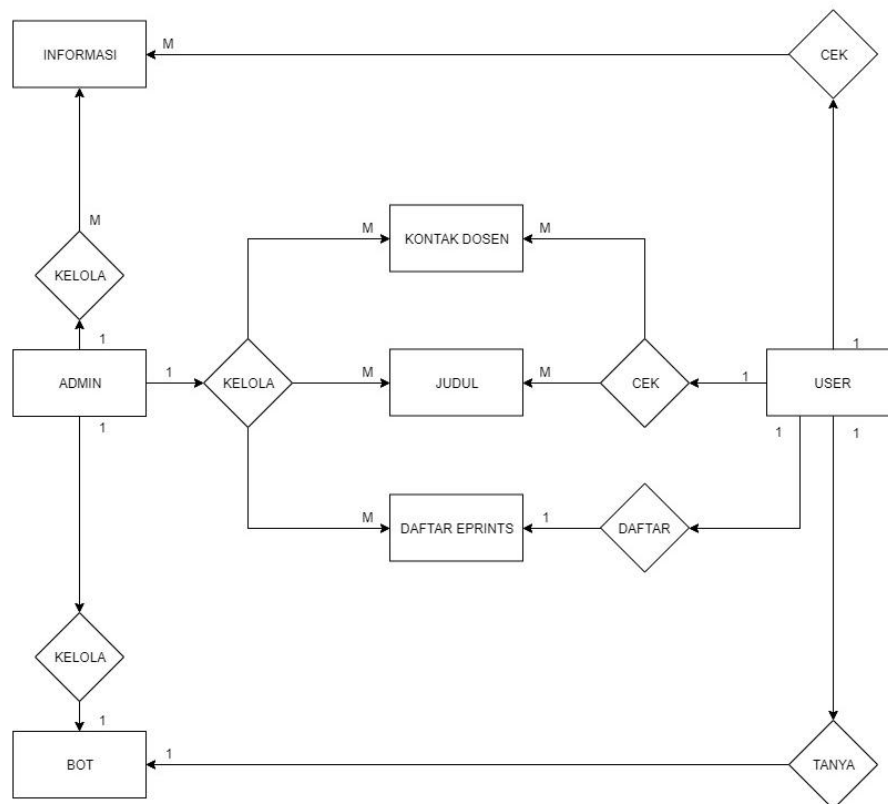 INFORMASI
M
CEK
M
KELOLA
1
M
KONTAK DOSEN
M
1
ADMIN
1
KELOLA
M
JUDUL
M
CEK
1
USER
1
1
1
M
DAFTAR EPRINTS
1
DAFTAR
KELOLA
1
BOT
1
TANYA